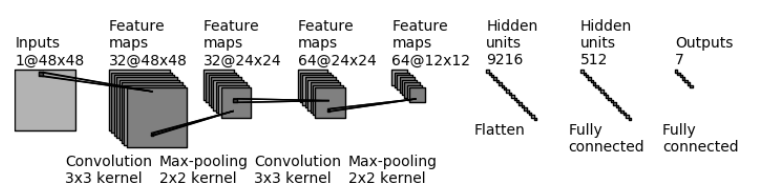 Inputs
1@48x48
Feature
maps
32@48x48
Feature
maps
32@24x24
Feature
maps
64@24x24
Feature
maps
64@12x12
Hidden
units
9216
Hidden
units
512
Outputs
7
Convolution
3x3 kernel
Max-pooling
2x2 kernel
Convolution
3x3 kernel
Max-pooling
2x2 kernel
Flatten
Fully
connected
Fully
connected